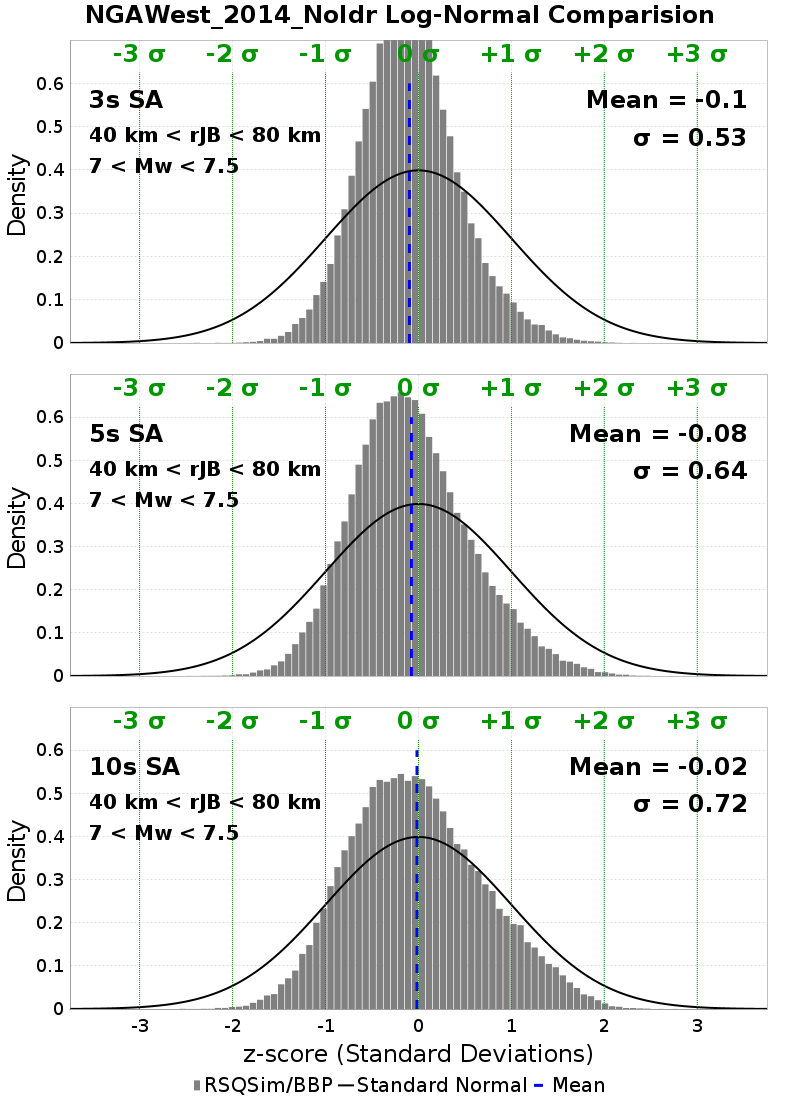 NGAWest_2014_NoIdr Log-Normal Comparision
-3 σ -2 σ -1 σ 0 σ +1 σ +2 σ +3 σ
3s SA
Mean = -0.1
40 km < rJB < 80 km
σ = 0.53
7 < Mw < 7.5
Density
0.6
0.5
0.4
0.3
0.2
0.1
0
-3 σ -2 σ -1 σ 0 σ +1 σ +2 σ +3 σ
5s SA
Mean = -0.08
40 km < rJB < 80 km
σ = 0.64
7 < Mw < 7.5
Density
0.6
0.5
0.4
0.3
0.2
0.1
0
-3 σ -2 σ -1 σ 0 σ +1 σ +2 σ +3 σ
10s SA
Mean = -0.02
40 km < rJB < 80 km
σ = 0.72
7 < Mw < 7.5
Density
0.6
0.5
0.4
0.3
0.2
0.1
0
-3 -2 -1 0 1 2 3
z-score (Standard Deviations)
RSQSim/BBP Standard Normal Mean